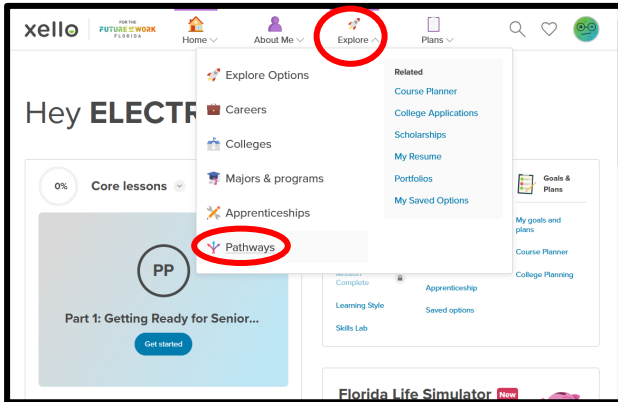 xello
FOR THE
FUTURE OF WORK
FLORIDA
Home
About Me
Explore
Plans
Explore Options
Careers
Colleges
Majors & programs
Apprenticeships
Pathways
Related
Course Planner
College Applications
Scholarships
My Resume
Portfolios
My Saved Options
Hey ELECTR
0%
Core lessons
PP
Part 1: Getting Ready for Senior...
Get started
Complete
Learning Style
Skills Lab
Apprenticeship
Saved options
Goals &
Plans
My goals and
plans
Course Planner
College Planning
Florida Life Simulator New